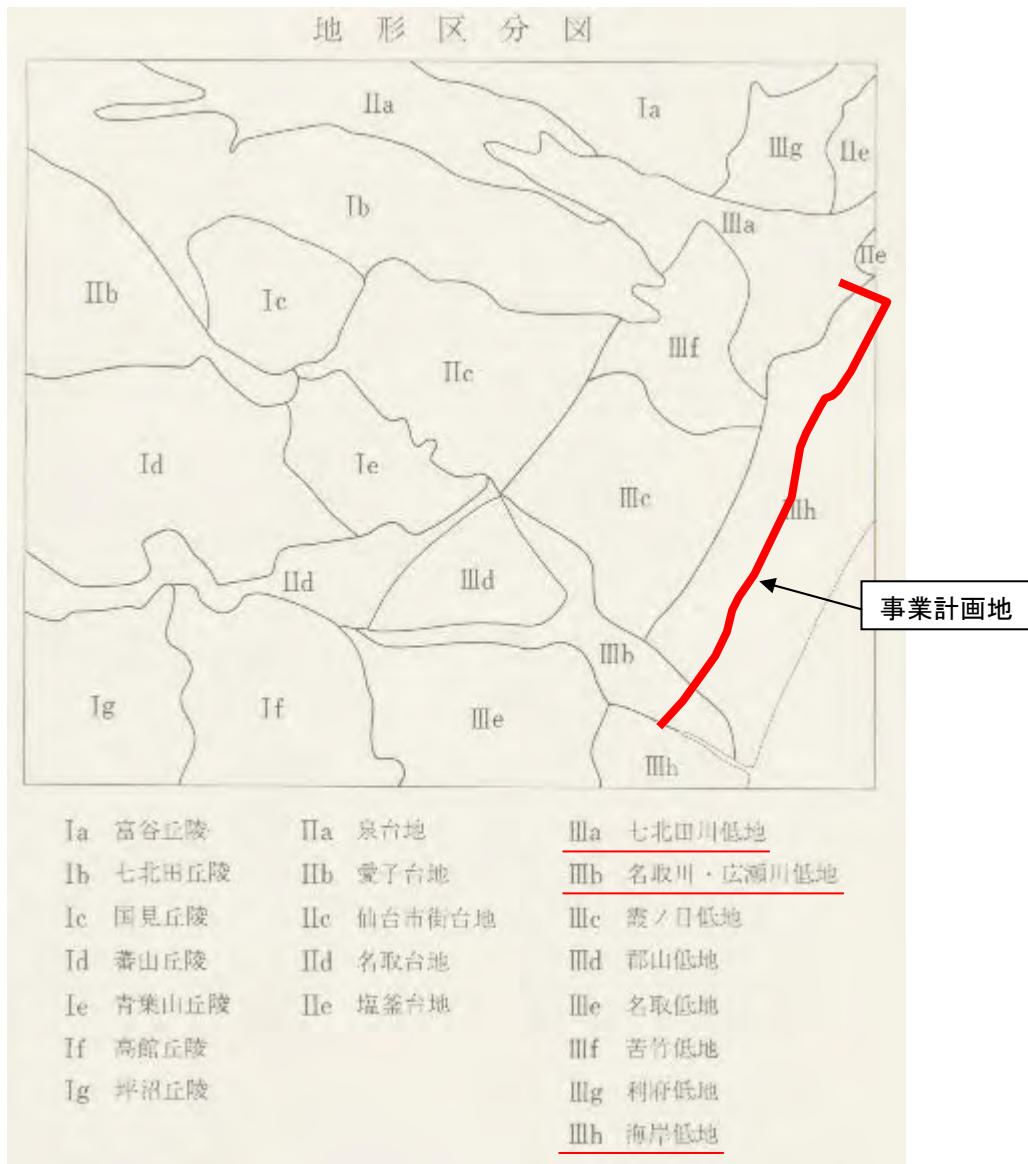 地形区分図
IIa
Ia
IIIg
IIe
Ib
IIIa
IIe
IIb
Ic
IIc
IIIf
Id
Ie
IIIc
IIIh
IId
IIId
事業計画地
IIIb
Ig
If
IIIe
IIIh
Ia 富谷丘陵
Ib 七北田丘陵
Ic 国見丘陵
Id 蕃山丘陵
Ie 青葉山丘陵
If 高館丘陵
Ig 坪沼丘陵
IIa 泉台地
IIb 愛子台地
IIc 仙台市街台地
IId 名取台地
IIe 塩釜台地
IIIa 七北田川低地
IIIb 名取川・広瀬川低地
IIIc 霞ノ目低地
IIId 郡山低地
IIIe 名取低地
IIIf 苦竹低地
IIIg 利府低地
IIIh 海岸低地